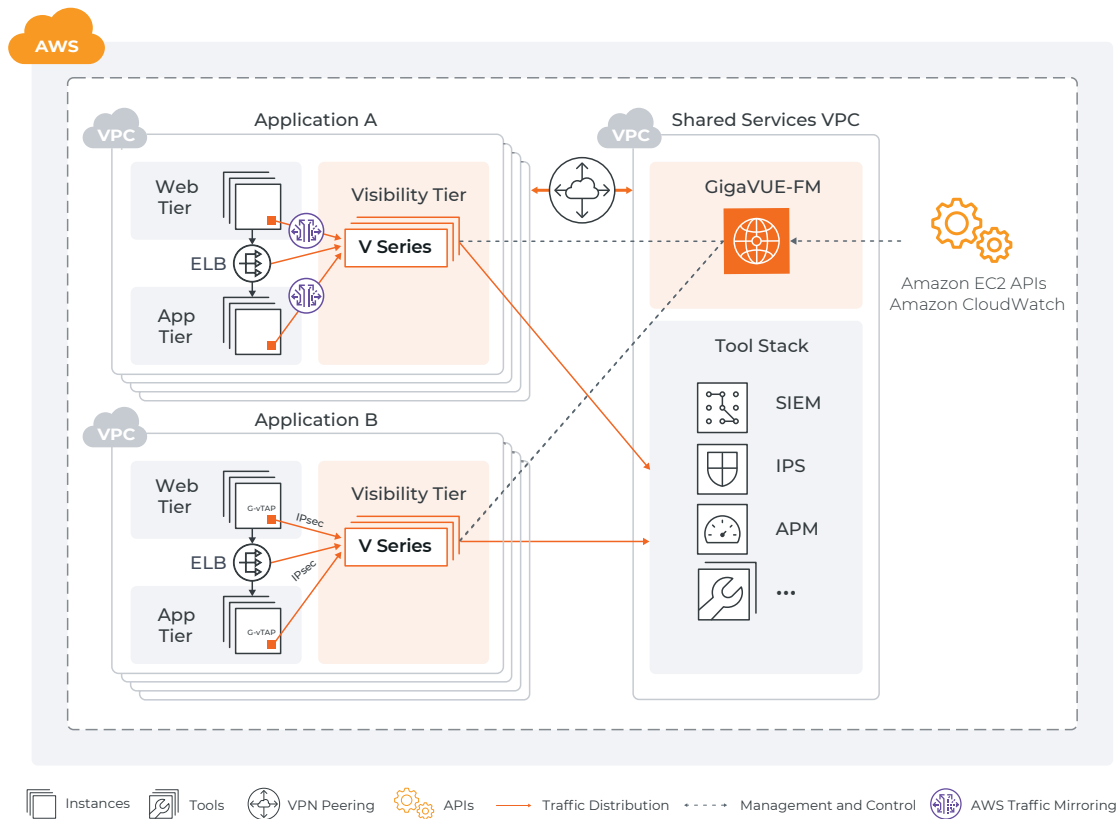 AWS
Application A
VPC
Web
Tier
ELB
App
Tier
Visibility Tier
V Series
Shared Services VPC
VPC
GigaVUE-FM
Amazon EC2 APIs
Amazon CloudWatch
Tool Stack
SIEM
IPS
APM
...
Application B
VPC
Web
Tier
G-vTAP
IPsec
ELB
IPsec
App
Tier
G-vTAP
Visibility Tier
V Series
Instances
Tools
VPN Peering
APIs
Traffic Distribution
Management and Control
AWS Traffic Mirroring